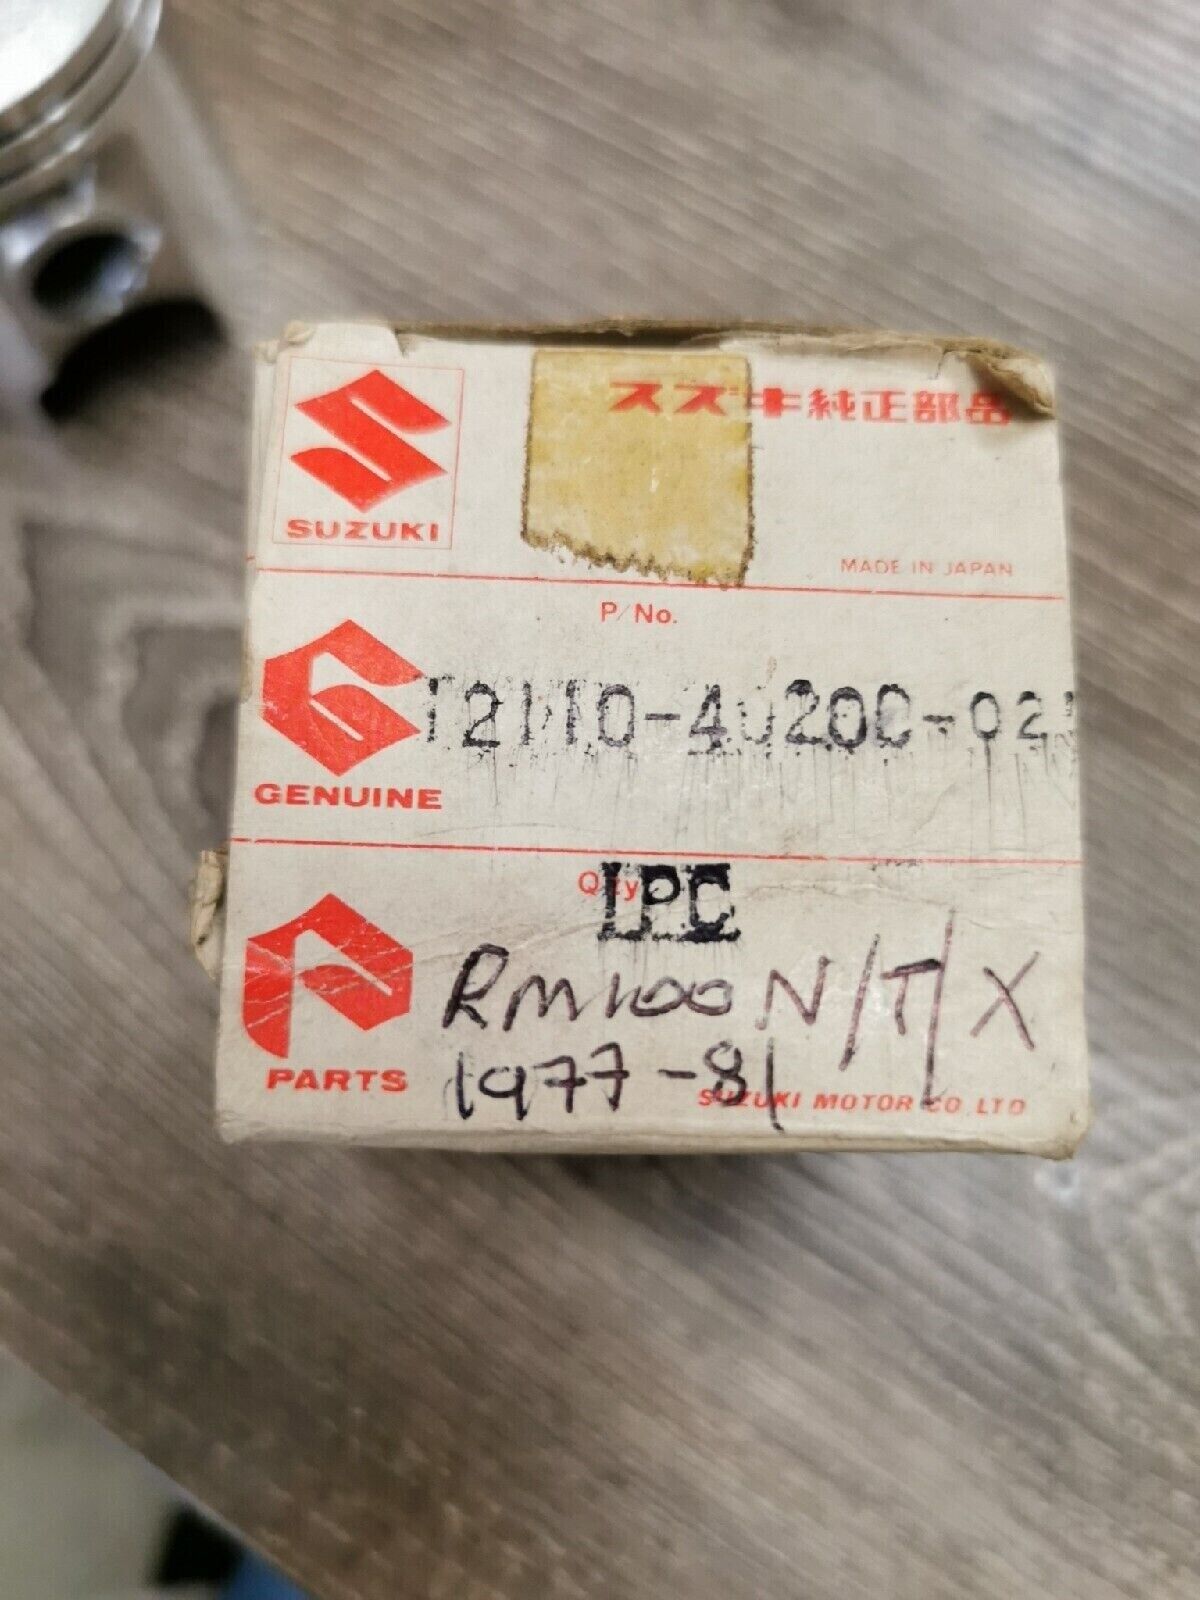 スズキ純正部品
SUZUKI
MADE IN JAPAN
P/No.
12110-40200-02
GENUINE
Q'ty
1PC
RM100 N/T/X
1977-81
PARTS
SUZUKI MOTOR CO.LTD